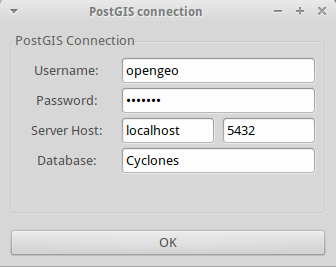 PostGIS connection
PostGIS Connection
Username: opengeo
Password: •••••••
Server Host: localhost 5432
Database: Cyclones
OK